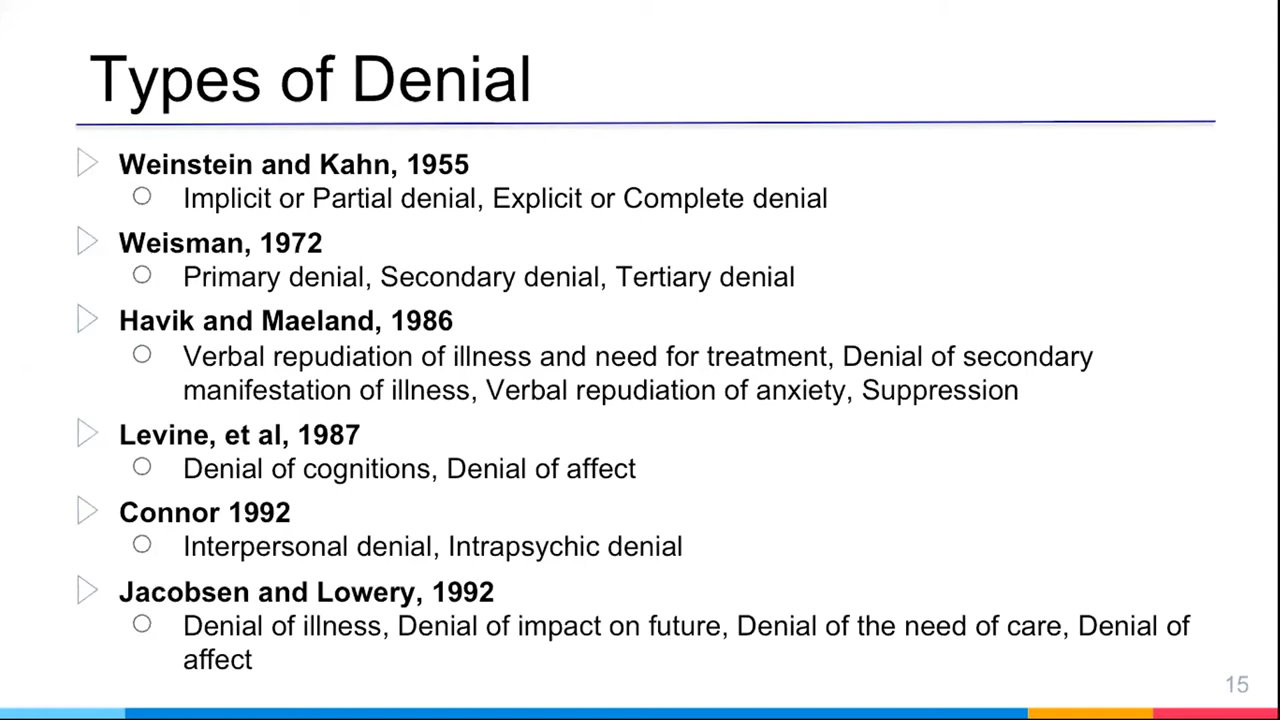 Types of Denial
Weinstein and Kahn, 1955
Implicit or Partial denial, Explicit or Complete denial
Weisman, 1972
Primary denial, Secondary denial, Tertiary denial
Havik and Maeland, 1986
Verbal repudiation of illness and need for treatment, Denial of secondary
manifestation of illness, Verbal repudiation of anxiety, Suppression
Levine, et al, 1987
Denial of cognitions, Denial of affect
Connor 1992
Interpersonal denial, Intrapsychic denial
Jacobsen and Lowery, 1992
Denial of illness, Denial of impact on future, Denial of the need of care, Denial of
affect
15